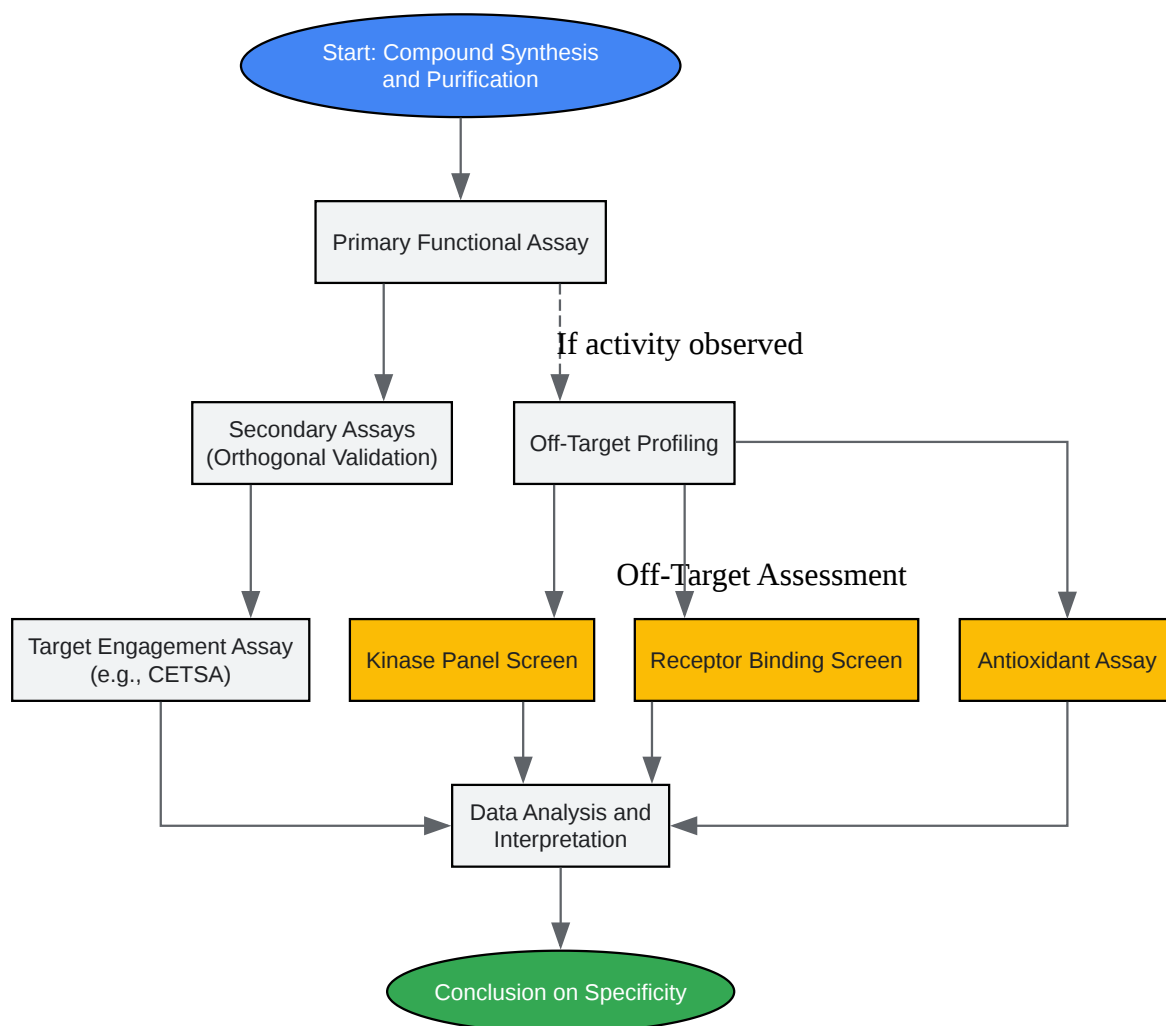 Start: Compound Synthesis
and Purification
Primary Functional Assay
If activity observed
Secondary Assays
(Orthogonal Validation)
Off-Target Profiling
Off-Target Assessment
Target Engagement Assay
(e.g., CETSA)
Kinase Panel Screen
Receptor Binding Screen
Antioxidant Assay
Data Analysis and
Interpretation
Conclusion on Specificity